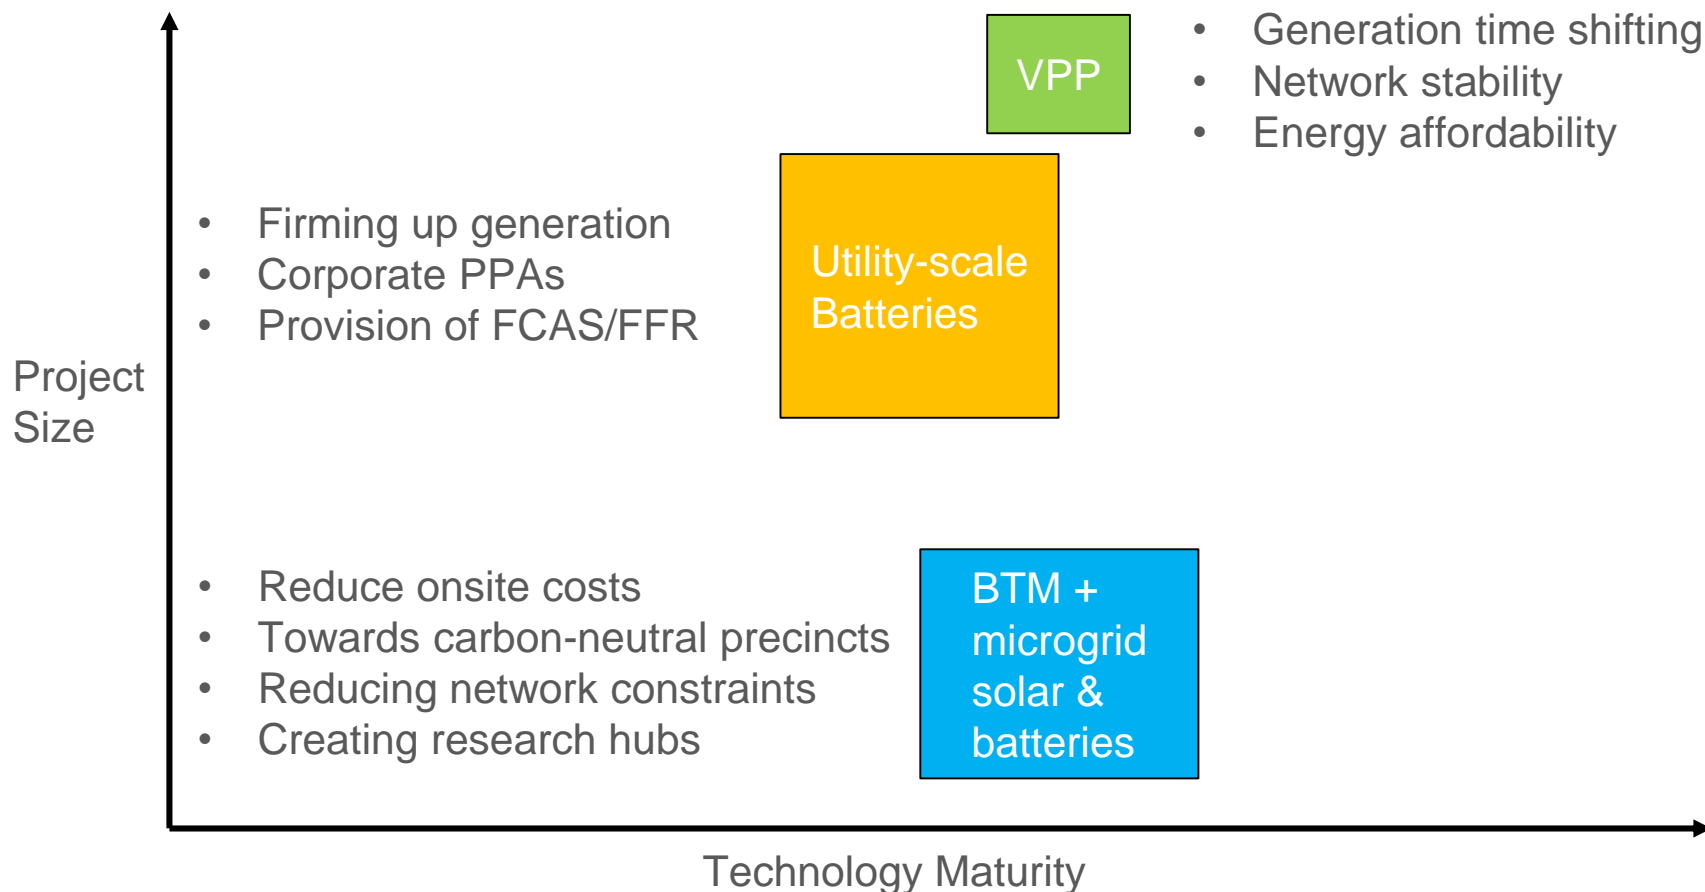 VPP
• Generation time shifting
• Network stability
• Energy affordability
• Firming up generation
• Corporate PPAs
• Provision of FCAS/FFR
Utility-scale
Batteries
Project
Size
• Reduce onsite costs
• Towards carbon-neutral precincts
• Reducing network constraints
• Creating research hubs
BTM +
microgrid
solar &
batteries
Technology Maturity